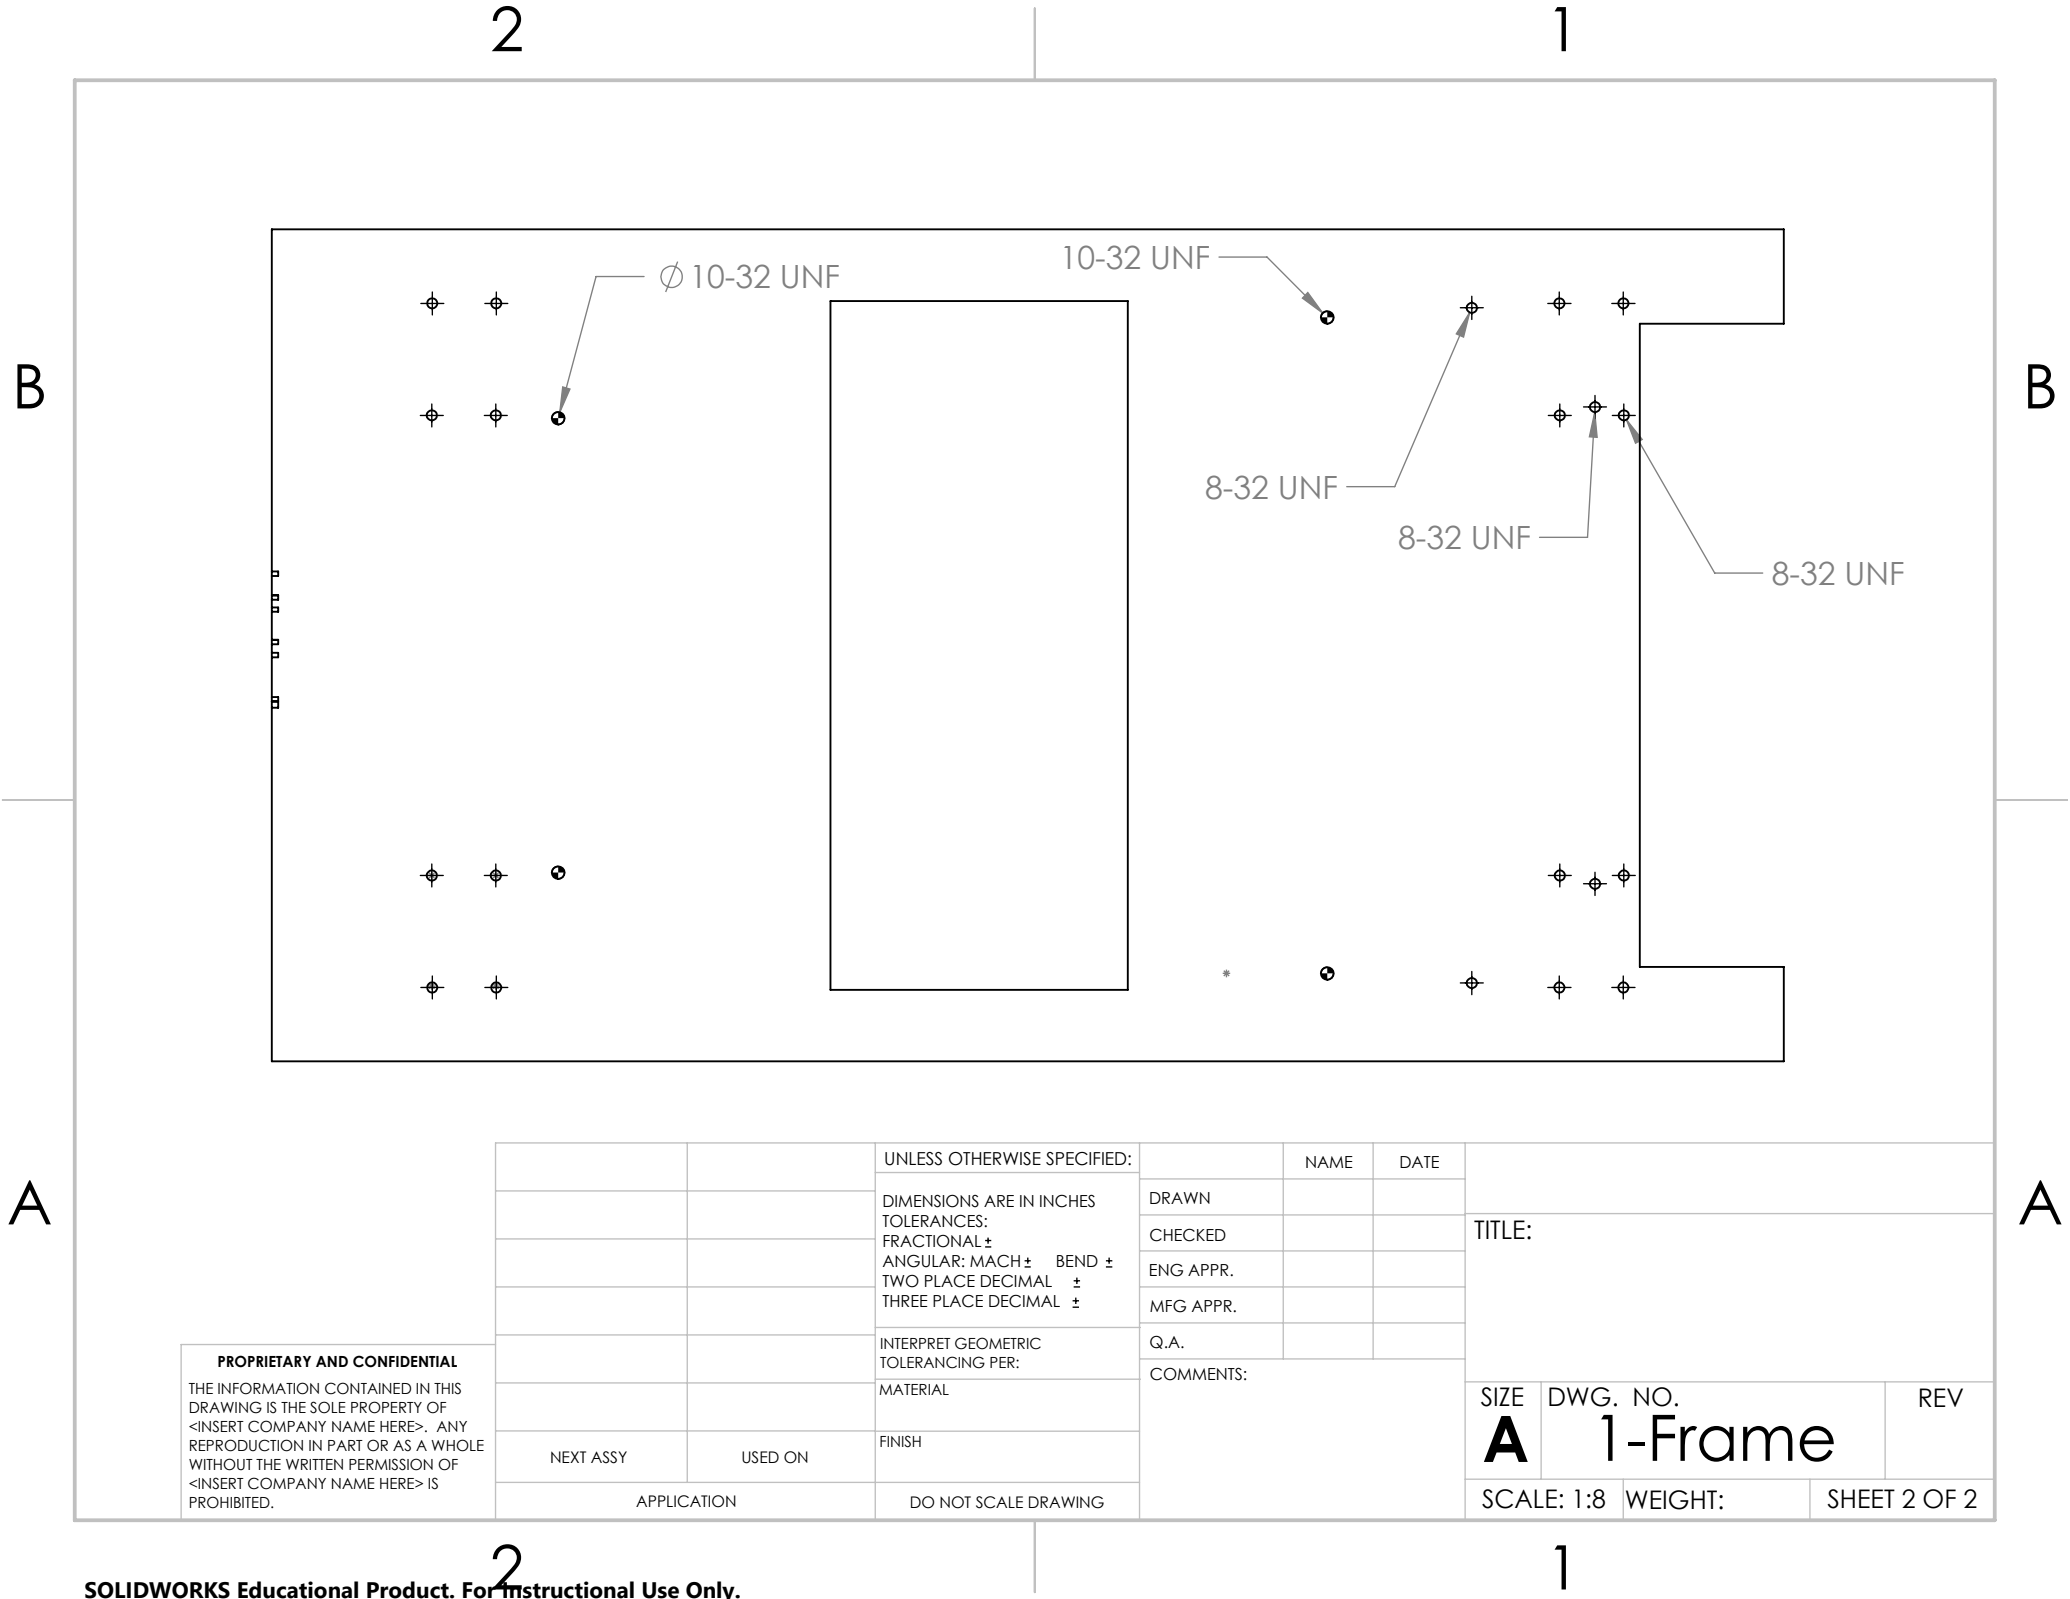 2
1
⌀ 10-32 UNF
10-32 UNF
B
B
8-32 UNF
8-32 UNF
8-32 UNF
A
A
UNLESS OTHERWISE SPECIFIED:
DIMENSIONS ARE IN INCHES
TOLERANCES:
FRACTIONAL ±
ANGULAR: MACH ± BEND ±
TWO PLACE DECIMAL ±
THREE PLACE DECIMAL ±
INTERPRET GEOMETRIC
TOLERANCING PER:
MATERIAL
FINISH
DO NOT SCALE DRAWING
NAME
DATE
DRAWN
CHECKED
ENG APPR.
MFG APPR.
Q.A.
COMMENTS:
TITLE:
SIZE
A
DWG. NO.
1-Frame
REV
SCALE: 1:8
WEIGHT:
SHEET 2 OF 2
PROPRIETARY AND CONFIDENTIAL
THE INFORMATION CONTAINED IN THIS
DRAWING IS THE SOLE PROPERTY OF
<INSERT COMPANY NAME HERE>. ANY
REPRODUCTION IN PART OR AS A WHOLE
WITHOUT THE WRITTEN PERMISSION OF
<INSERT COMPANY NAME HERE> IS
PROHIBITED.
NEXT ASSY
USED ON
APPLICATION
2
1
SOLIDWORKS Educational Product. For Instructional Use Only.